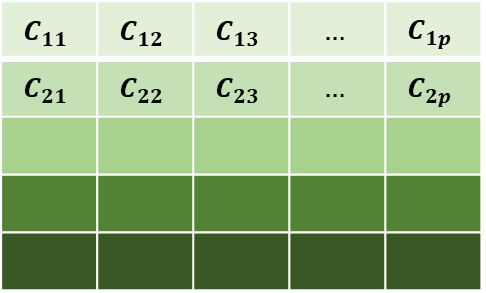 C₁₁ C₁₂ C₁₃ ... C₁ₚ
C₂₁ C₂₂ C₂₃ ... C₂ₚ